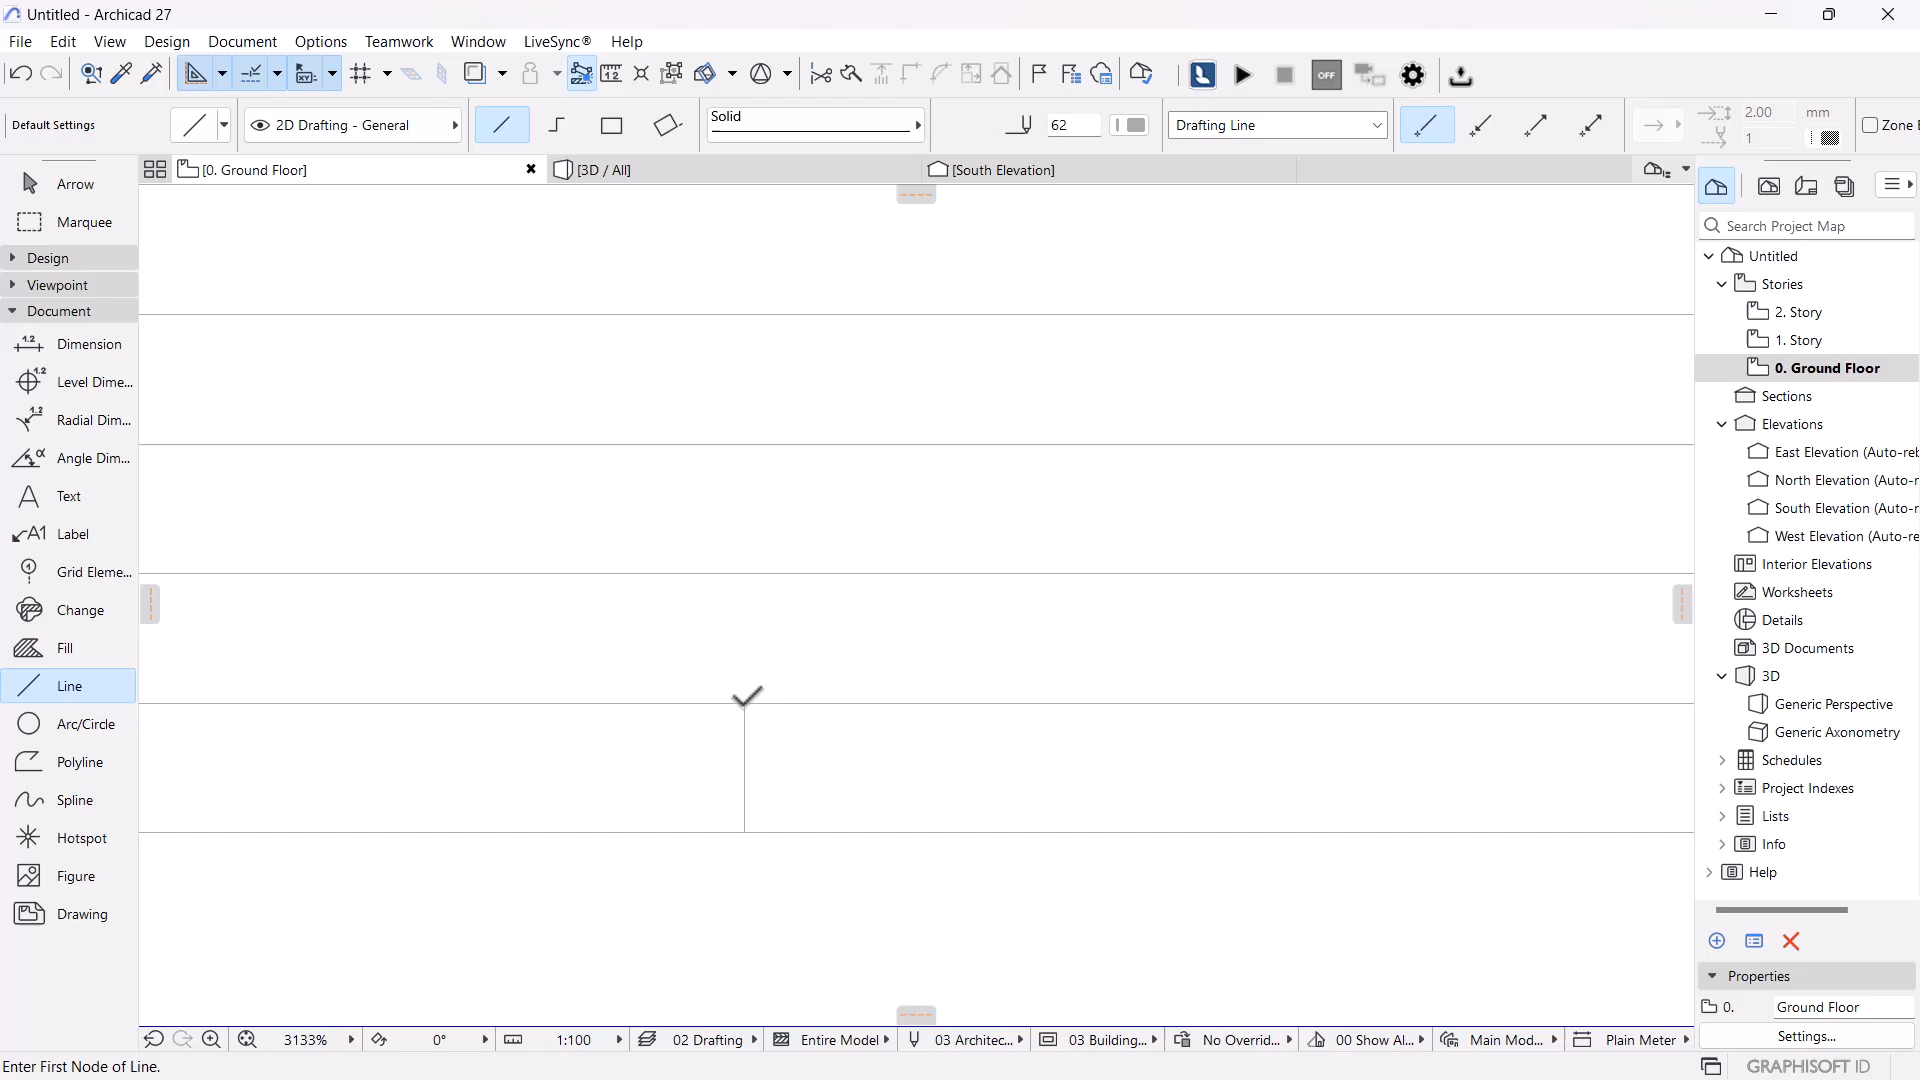 Untitled - Archicad 27
File Edit View Design Document Options Teamwork Window LiveSync® Help
Default Settings
2D Drafting - General
Solid
62
Drafting Line
2.00 mm
1
Zone
[0. Ground Floor]
[3D / All]
[South Elevation]
Arrow
Marquee
Design
Viewpoint
Document
Dimension
Level Dime...
Radial Dim...
Angle Dim...
Text
Label
Grid Eleme...
Change
Fill
Line
Arc/Circle
Polyline
Spline
Hotspot
Figure
Drawing
Search Project Map
Untitled
Stories
2. Story
1. Story
0. Ground Floor
Sections
Elevations
East Elevation (Auto-reb
North Elevation (Auto-r
South Elevation (Auto-r
West Elevation (Auto-re
Interior Elevations
Worksheets
Details
3D Documents
3D
Generic Perspective
Generic Axonometry
Schedules
Project Indexes
Lists
Info
Help
Properties
0. Ground Floor
Settings...
3133% 0° 1:100 02 Drafting Entire Model 03 Architec... 03 Building... No Overrid... 00 Show Al... Main Mod... Plain Meter
Enter First Node of Line.
GRAPHISOFT ID